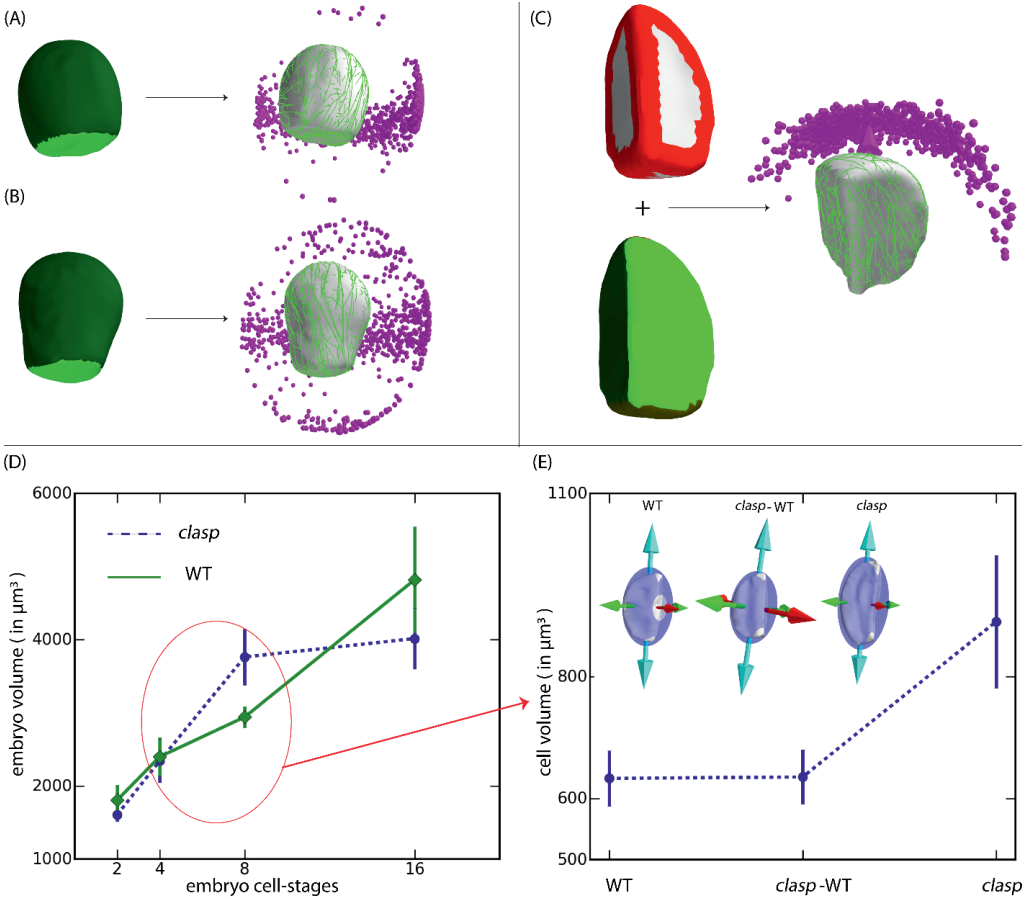 (A)
(B)
(C)
+
(D)
6000
4000
2000
1000
embryo volume ( in µm³ )
clasp
WT
2 4 8 16
embryo cell-stages
(E)
1100
800
600
500
cell volume ( in µm³ )
WT clasp-WT clasp
WT clasp-WT clasp